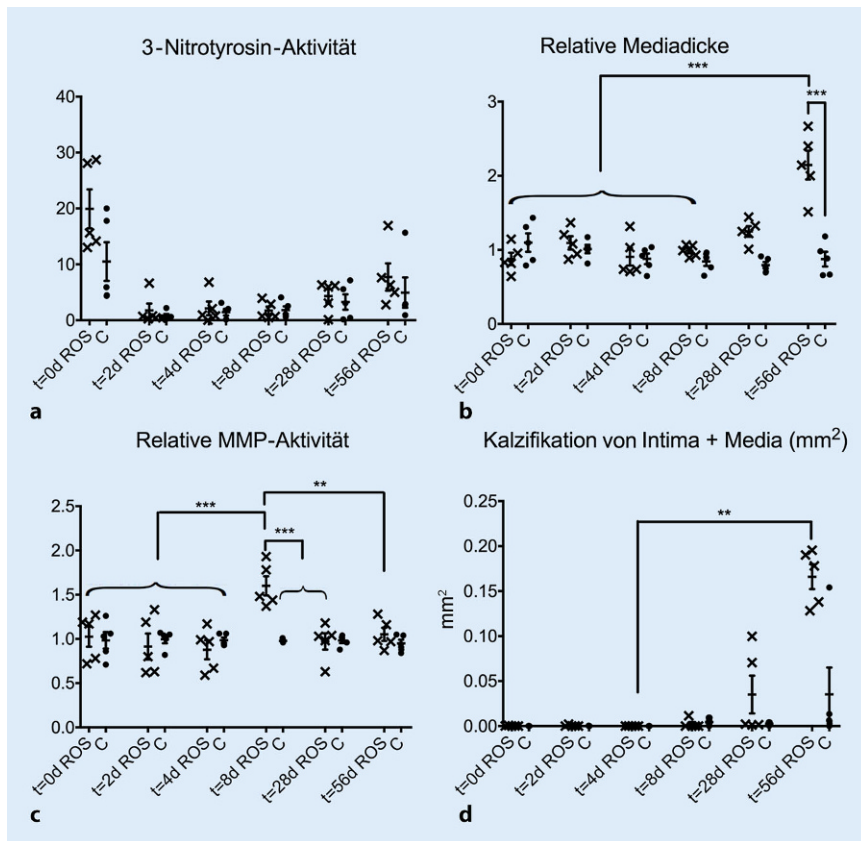 3-Nitrotyrosin-Aktivität
40
30
20
10
0
t=0d ROS
C
t=2d ROS
C
t=4d ROS
C
t=8d ROS
C
t=28d ROS
C
t=56d ROS
C
a
Relative Mediadicke
***
***
3
2
1
0
t=0d ROS
C
t=2d ROS
C
t=4d ROS
C
t=8d ROS
C
t=28d ROS
C
t=56d ROS
C
b
Relative MMP-Aktivität
**
***
***
2.5
2.0
1.5
1.0
0.5
0.0
t=0d ROS
C
t=2d ROS
C
t=4d ROS
C
t=8d ROS
C
t=28d ROS
C
t=56d ROS
C
c
Kalzifikation von Intima + Media (mm²)
**
0.25
0.20
0.15
0.10
0.05
0.00
mm²
t=0d ROS
C
t=2d ROS
C
t=4d ROS
C
t=8d ROS
C
t=28d ROS
C
t=56d ROS
C
d